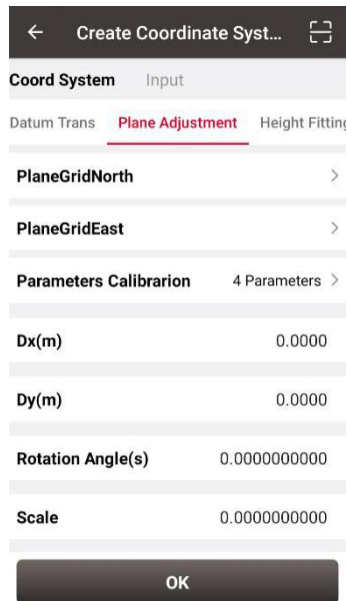 Create Coordinate Syst...
Coord System Input
Datum Trans Plane Adjustment Height Fitting
PlaneGridNorth
PlaneGridEast
Parameters Calibrarion 4 Parameters
Dx(m) 0.0000
Dy(m) 0.0000
Rotation Angle(s) 0.0000000000
Scale 0.0000000000
OK